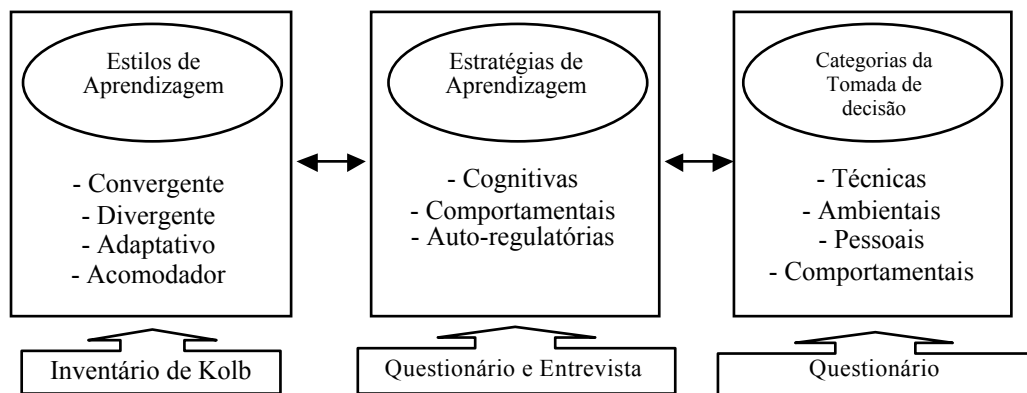 Estilos de
Aprendizagem
- Convergente
- Divergente
- Adaptativo
- Acomodador
Inventário de Kolb
Estratégias de
Aprendizagem
- Cognitivas
- Comportamentais
- Auto-regulatórias
Questionário e Entrevista
Categorias da
Tomada de
decisão
- Técnicas
- Ambientais
- Pessoais
- Comportamentais
Questionário